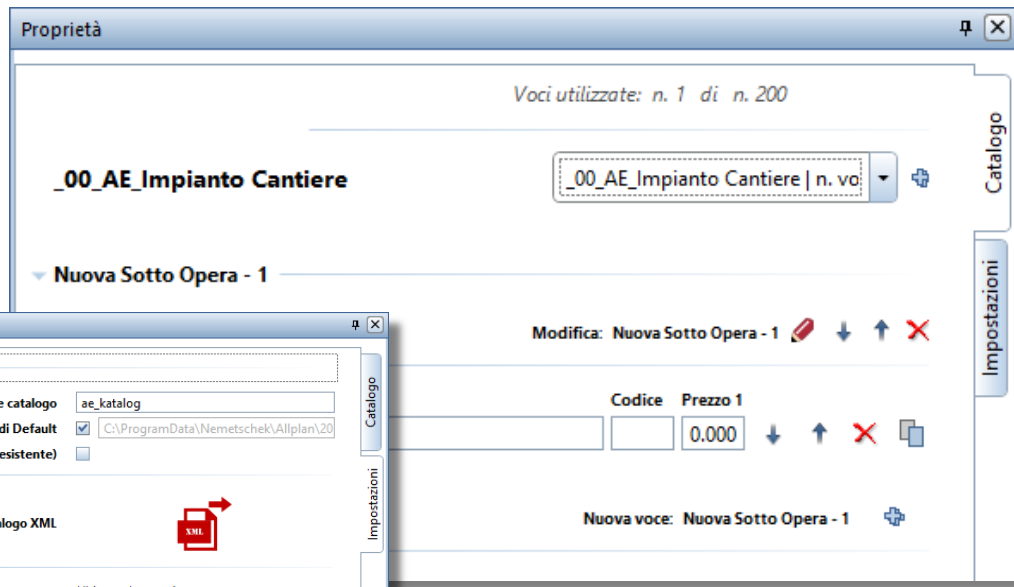 Proprietà
Voci utilizzate: n. 1 di n. 200
_00_AE_Impianto Cantiere
_00_AE_Impianto Cantiere | n. vo
Catalogo
Nuova Sotto Opera - 1
Impostazioni
Modifica: Nuova Sotto Opera - 1
Codice Prezzo 1
0.000
Nuova voce: Nuova Sotto Opera - 1
catalogo ae_katalog
di Default C:\ProgramData\Nemetschek\Allplan\20
XML
XML
Catalogo
Impostazioni